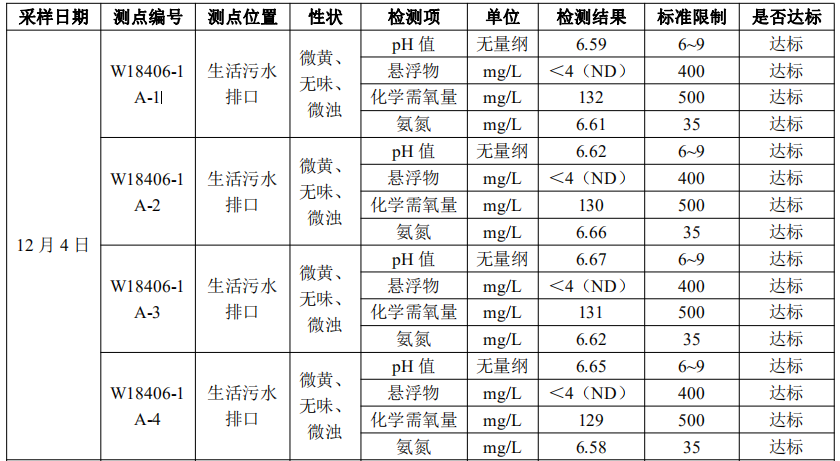 采样日期 测点编号 测点位置 性状 检测项 单位 检测结果 标准限制 是否达标
12 月 4 日
W18406-1
A-1
生活污水
排口
微黄、
无味、
微浊
pH 值 无量纲 6.59 6~9 达标
悬浮物 mg/L ＜4（ND） 400 达标
化学需氧量 mg/L 132 500 达标
氨氮 mg/L 6.61 35 达标
W18406-1
A-2
生活污水
排口
微黄、
无味、
微浊
pH 值 无量纲 6.62 6~9 达标
悬浮物 mg/L ＜4（ND） 400 达标
化学需氧量 mg/L 130 500 达标
氨氮 mg/L 6.66 35 达标
W18406-1
A-3
生活污水
排口
微黄、
无味、
微浊
pH 值 无量纲 6.67 6~9 达标
悬浮物 mg/L ＜4（ND） 400 达标
化学需氧量 mg/L 131 500 达标
氨氮 mg/L 6.62 35 达标
W18406-1
A-4
生活污水
排口
微黄、
无味、
微浊
pH 值 无量纲 6.65 6~9 达标
悬浮物 mg/L ＜4（ND） 400 达标
化学需氧量 mg/L 129 500 达标
氨氮 mg/L 6.58 35 达标